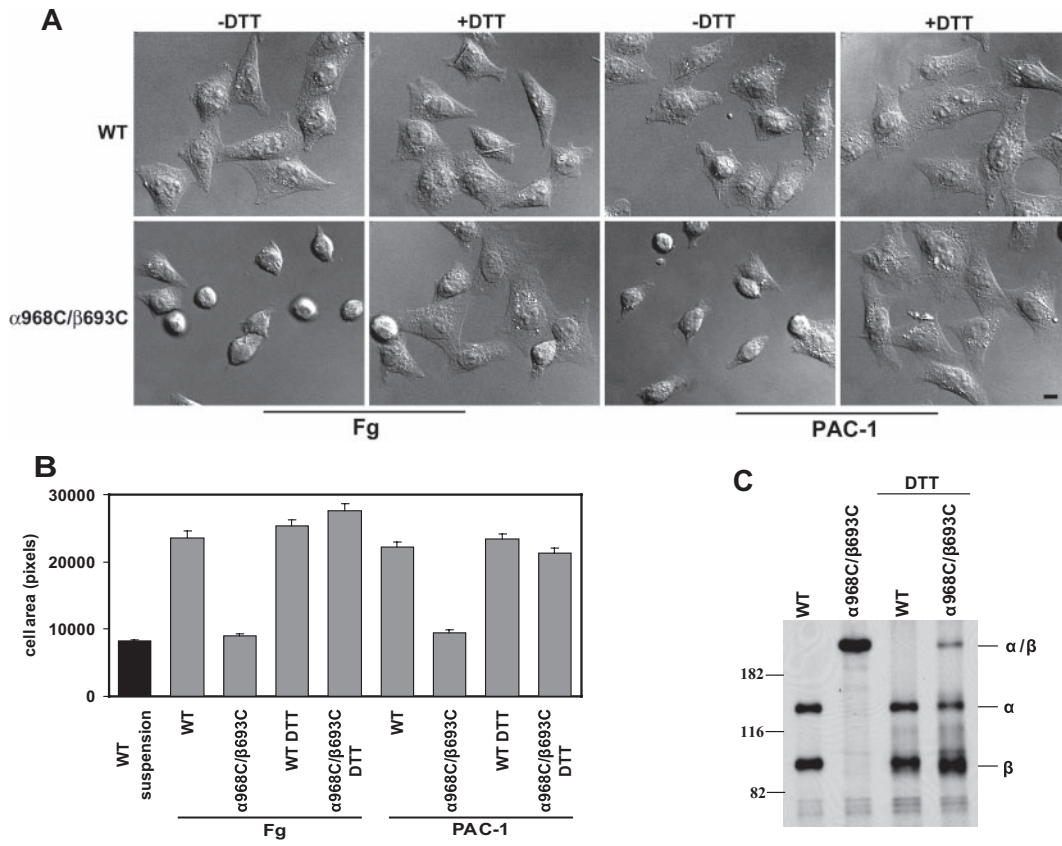 A
-DTT
+DTT
-DTT
+DTT
WT
α968C/β693C
Fg
PAC-1
B
30000
20000
10000
0
cell area (pixels)
WT suspension
WT
α968C/β693C
WT DTT
α968C/β693C DTT
WT
α968C/β693C
WT DTT
α968C/β693C DTT
Fg
PAC-1
C
DTT
WT
α968C/β693C
WT
α968C/β693C
α/β
182
α
116
β
82